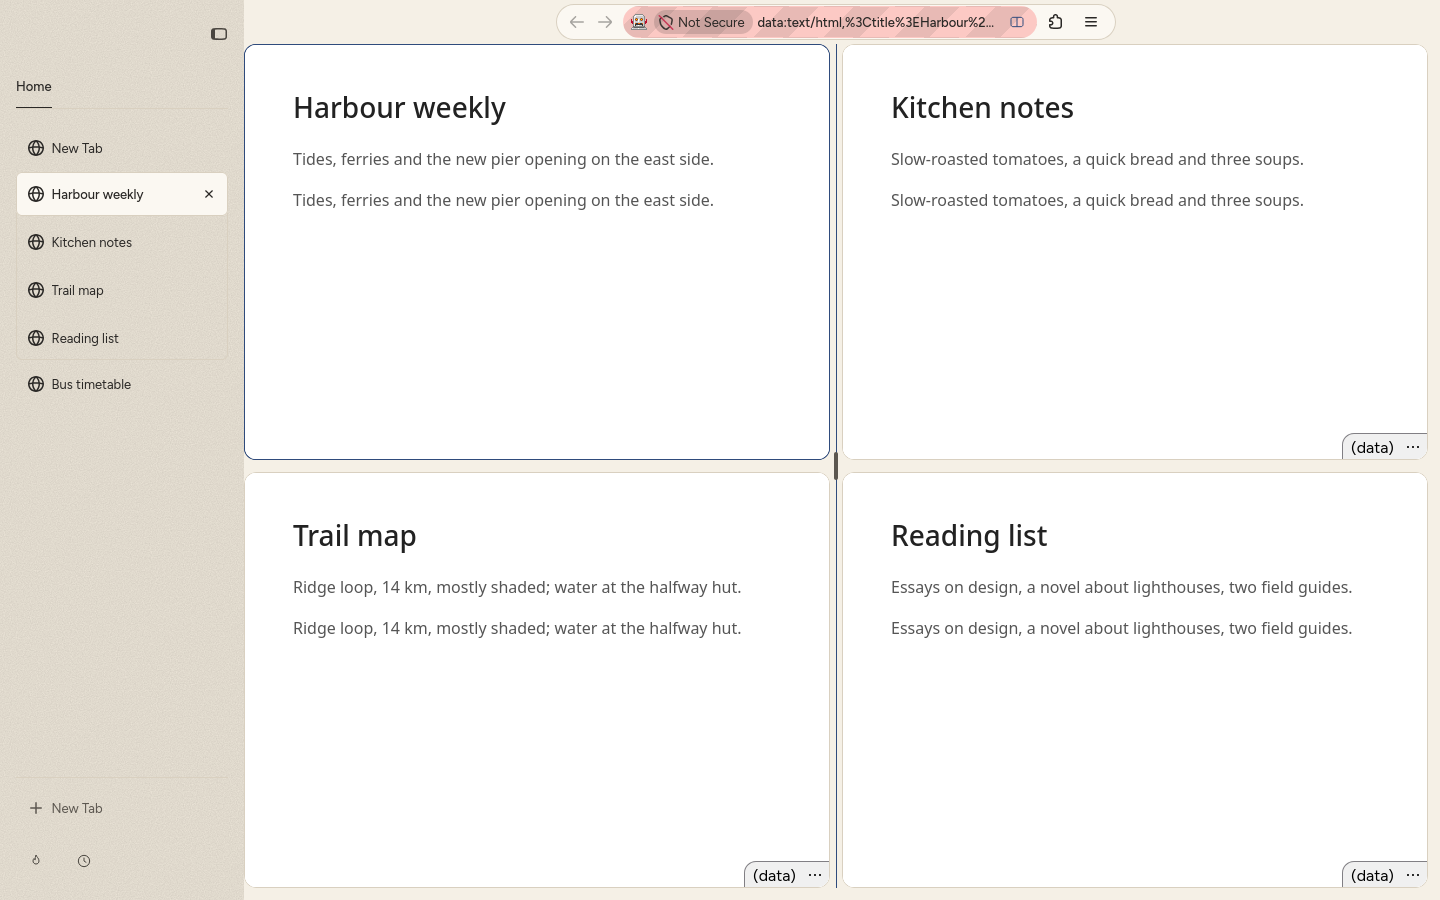 Not Secure
data:text/html,%3Ctitle%3EHarbour%2...
Home
New Tab
Harbour weekly
Kitchen notes
Trail map
Reading list
Bus timetable
New Tab
Harbour weekly
Tides, ferries and the new pier opening on the east side.
Tides, ferries and the new pier opening on the east side.
Kitchen notes
Slow-roasted tomatoes, a quick bread and three soups.
Slow-roasted tomatoes, a quick bread and three soups.
(data) ···
Trail map
Ridge loop, 14 km, mostly shaded; water at the halfway hut.
Ridge loop, 14 km, mostly shaded; water at the halfway hut.
(data) ···
Reading list
Essays on design, a novel about lighthouses, two field guides.
Essays on design, a novel about lighthouses, two field guides.
(data) ···